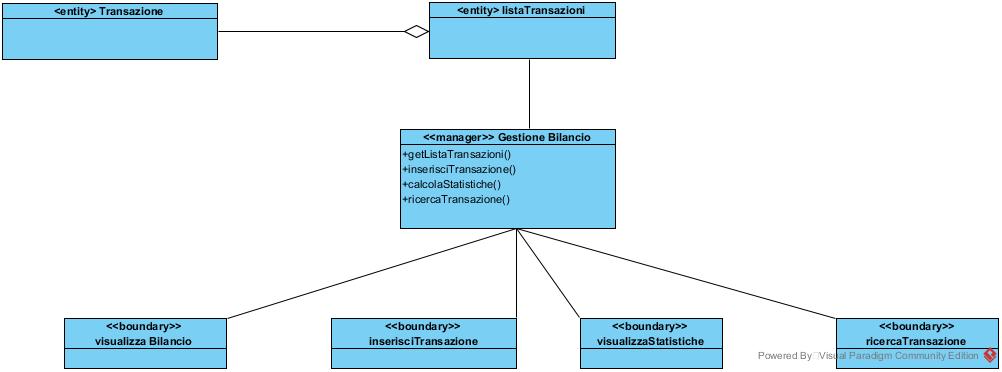 <entity> Transazione
<entity> listaTransazioni
<<manager>> Gestione Bilancio
+getListaTransazioni()
+inserisciTransazione()
+calcolaStatistiche()
+ricercaTransazione()
<<boundary>>
visualizza Bilancio
<<boundary>>
inserisciTransazione
<<boundary>>
visualizzaStatistiche
<<boundary>>
ricercaTransazione
Powered By Visual Paradigm Community Edition